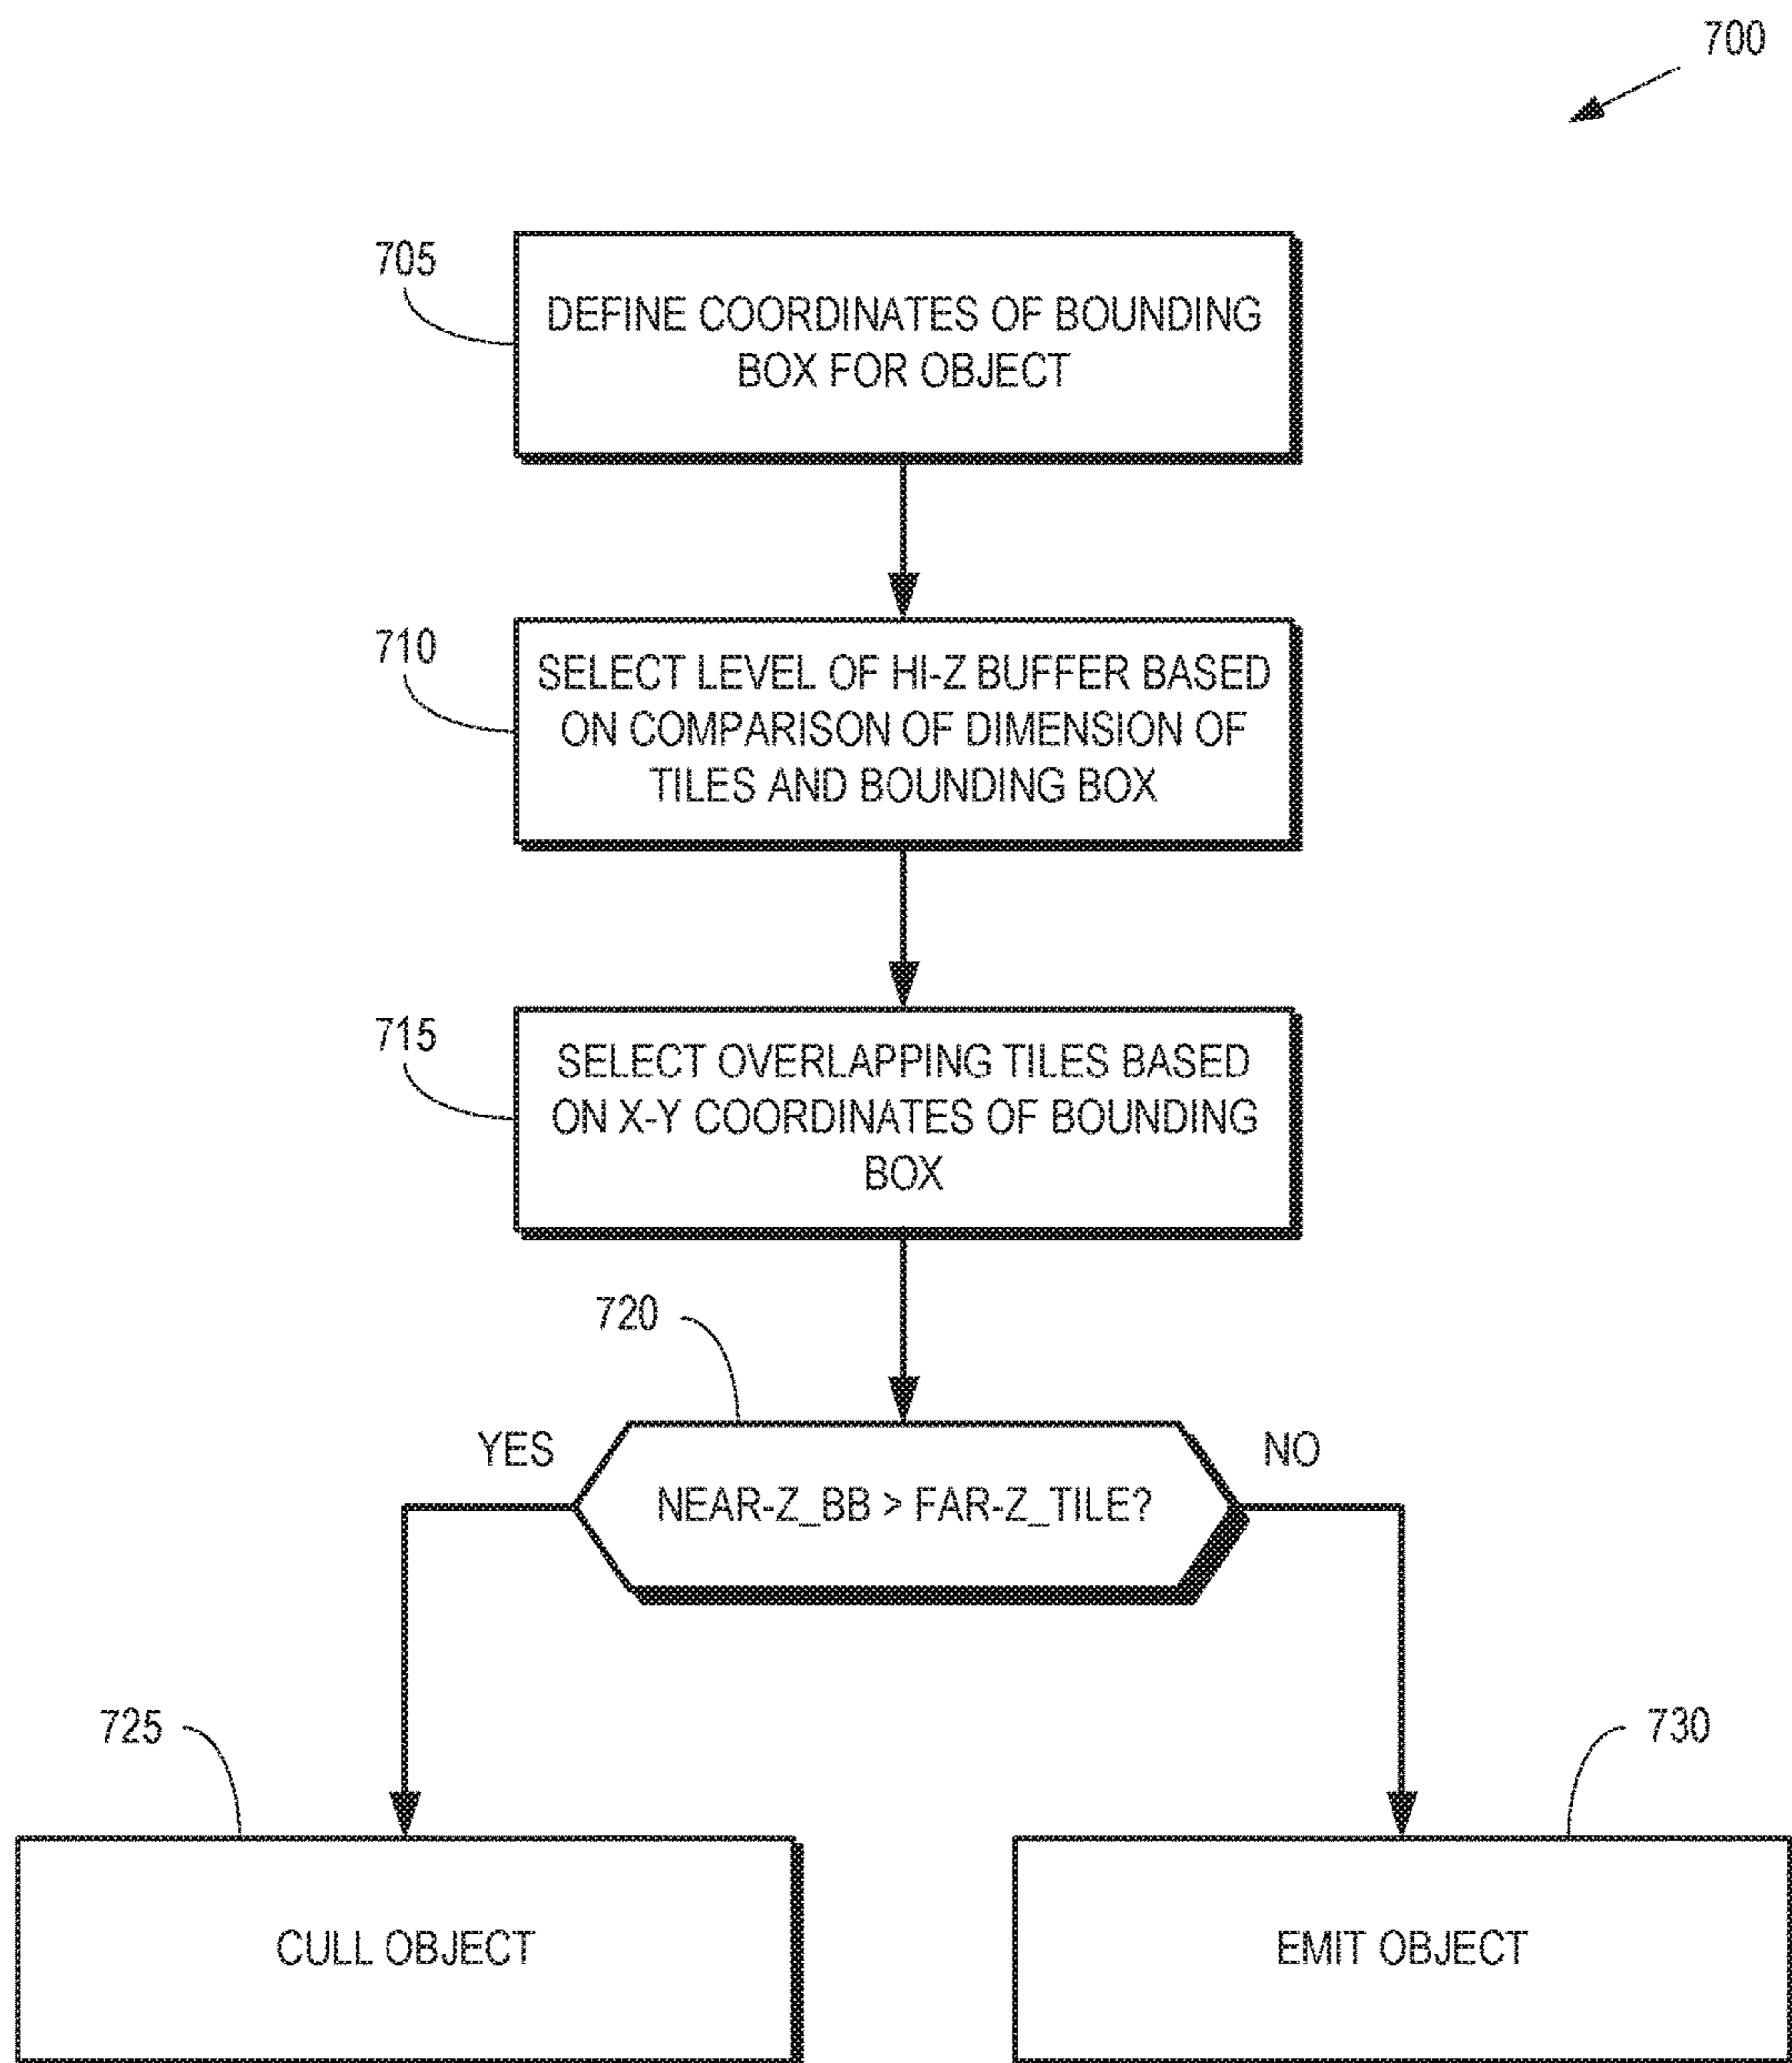 700
705
DEFINE COORDINATES OF BOUNDING
BOX FOR OBJECT
710
SELECT LEVEL OF HI-Z BUFFER BASED
ON COMPARISON OF DIMENSION OF
TILES AND BOUNDING BOX
715
SELECT OVERLAPPING TILES BASED
ON X-Y COORDINATES OF BOUNDING
BOX
720
YES
NO
NEAR-Z_BB > FAR-Z_TILE?
725
730
CULL OBJECT
EMIT OBJECT